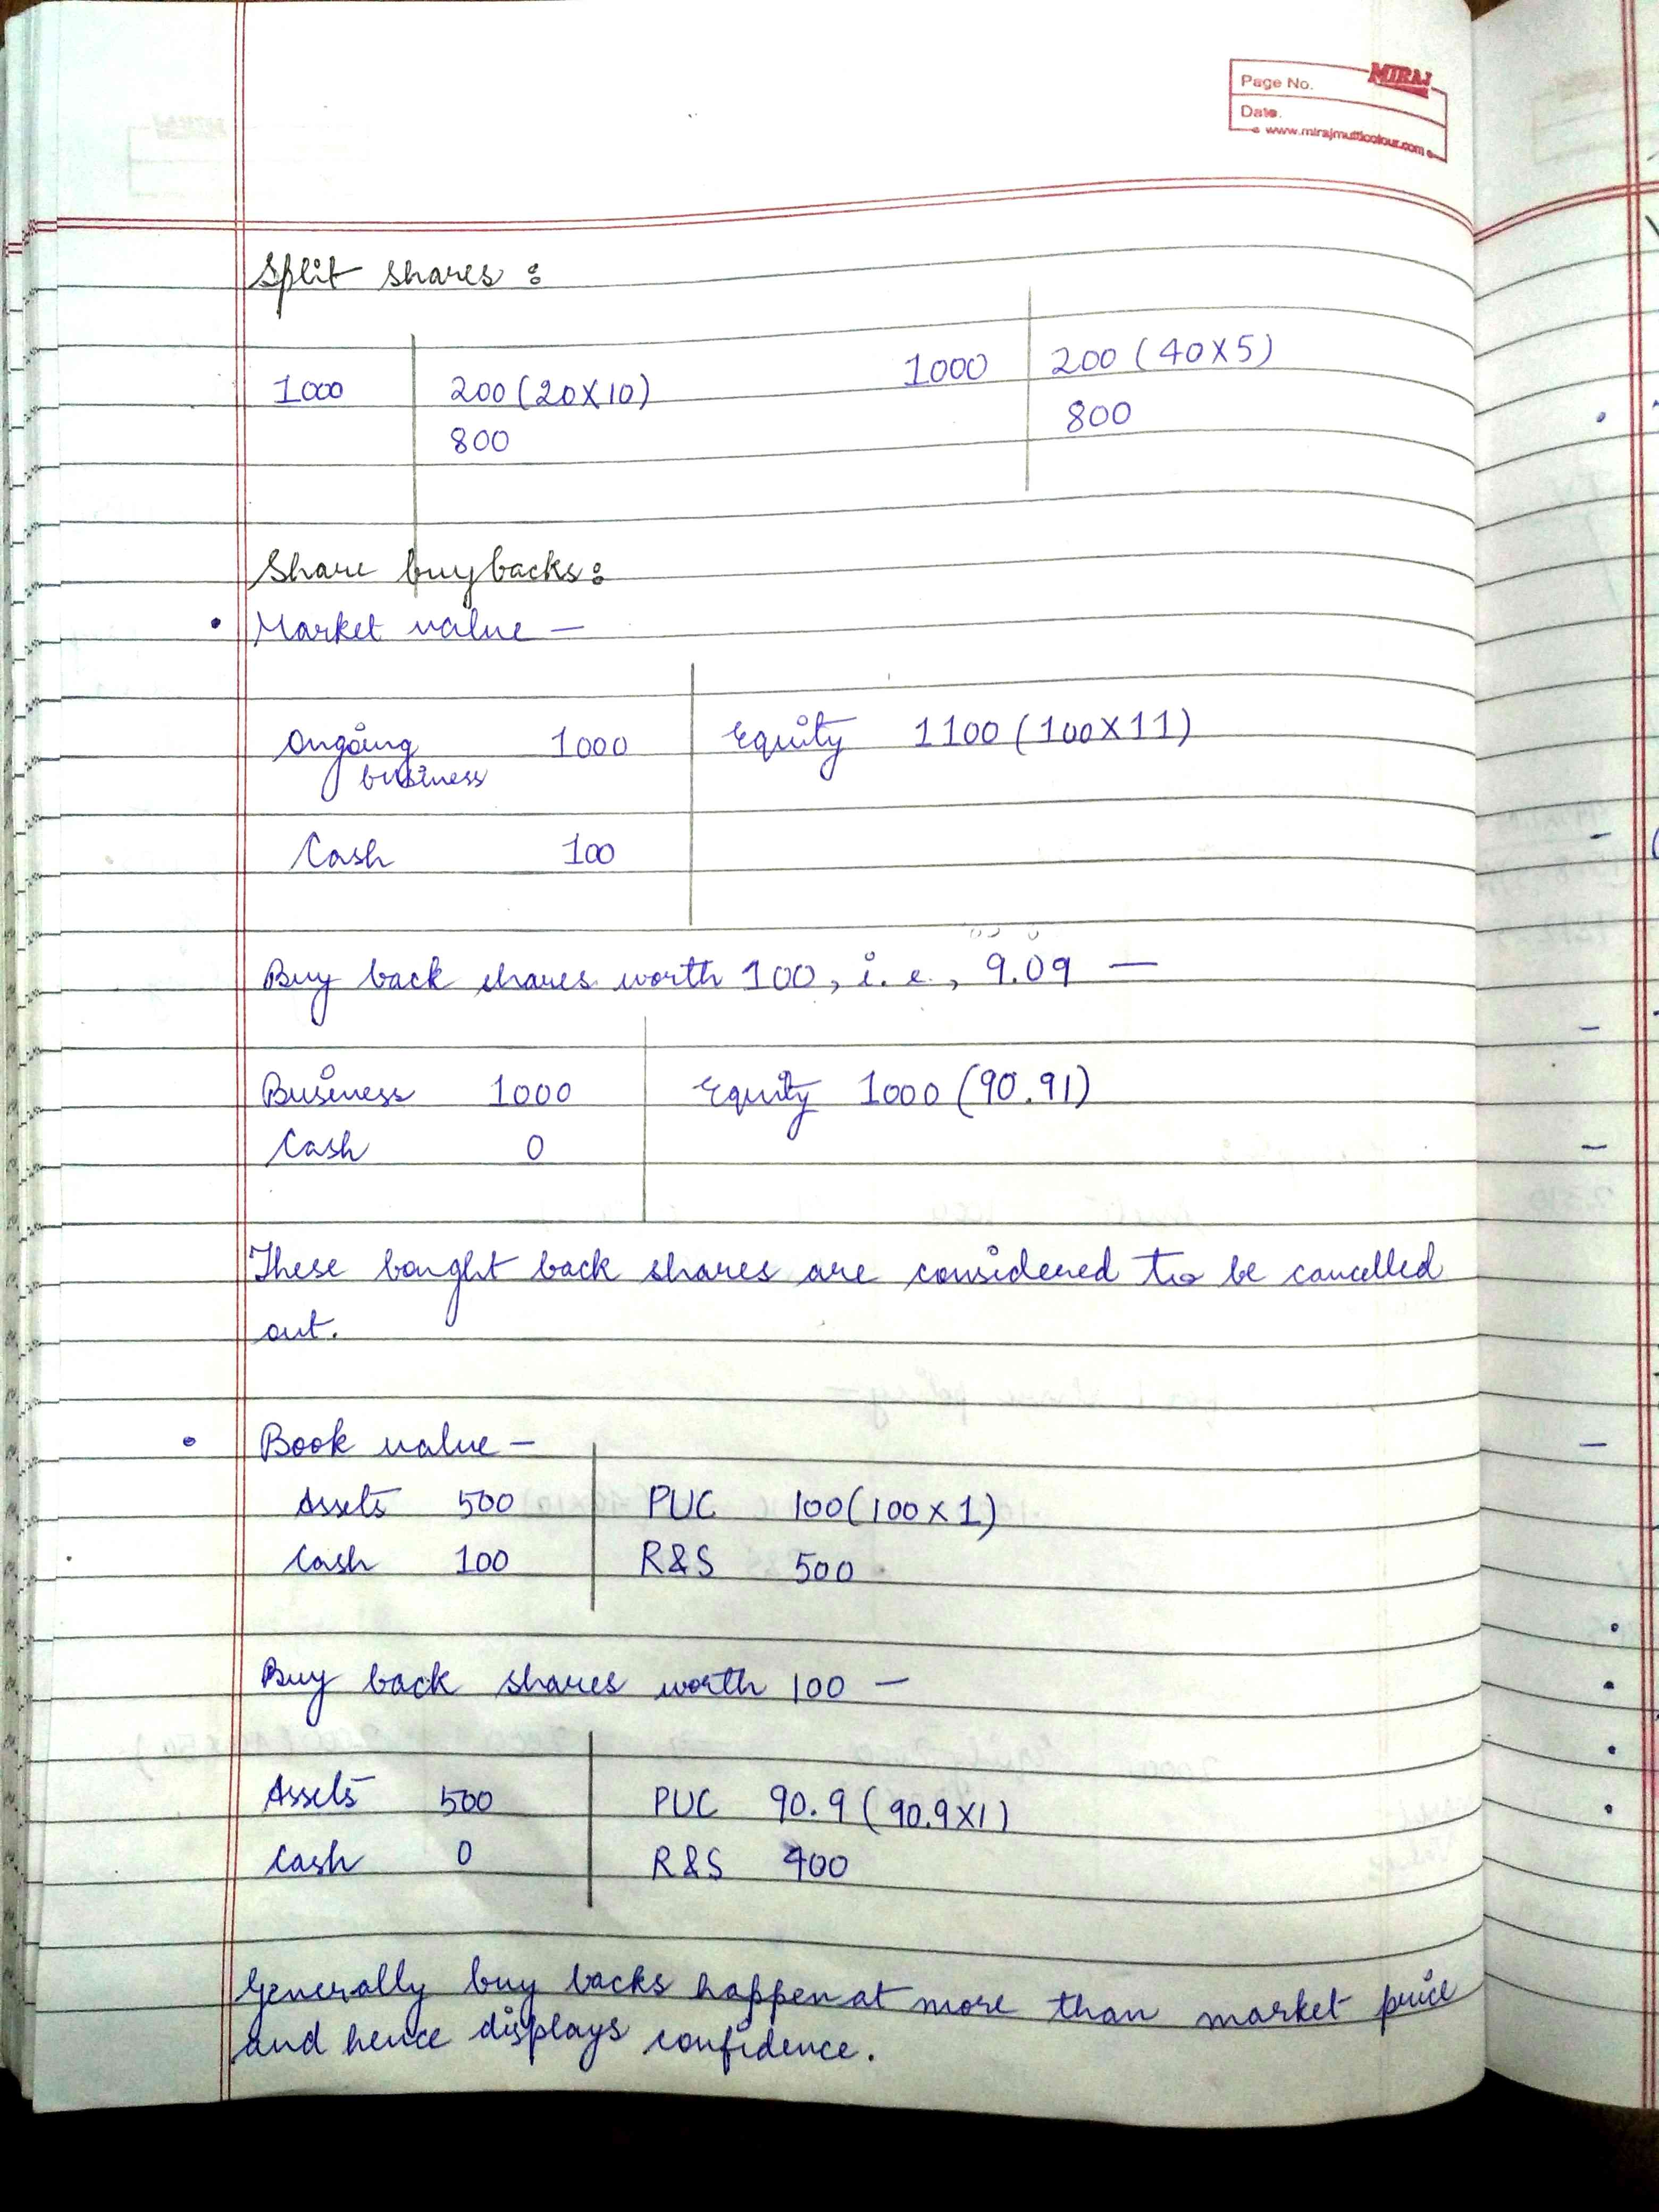 MIRAJ
Page No.
Date.
www.mirajmulticolour.com
Split shares :
1000 200 (20X10) 1000 200 (40X5)
800 800
Share buybacks:
• Market value —
Ongoing business 1000 Equity 1100 (100X11)
Cash 100
Buy back shares worth 100, i.e., 9.09 —
Business 1000 Equity 1000 (90.91)
Cash 0
These bought back shares are considered to be cancelled
out.
• Book value —
Assets 500 PUC 100 (100 x 1)
Cash 100 R&S 500
Buy back shares worth 100 —
Assets 500 PUC 90.9 (90.9X1)
Cash 0 R&S 400
Generally buy backs happen at more than market price
and hence displays confidence.